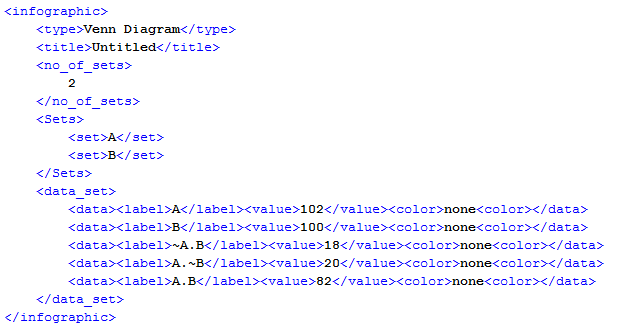 <infographic>
<type>Venn Diagram</type>
<title>Untitled</title>
<no_of_sets>
2
</no_of_sets>
<Sets>
<set>A</set>
<set>B</set>
</Sets>
<data_set>
<data><label>A</label><value>102</value><color>none<color></data>
<data><label>B</label><value>100</value><color>none<color></data>
<data><label>~A.B</label><value>18</value><color>none<color></data>
<data><label>A.~B</label><value>20</value><color>none<color></data>
<data><label>A.B</label><value>82</value><color>none<color></data>
</data_set>
</infographic>